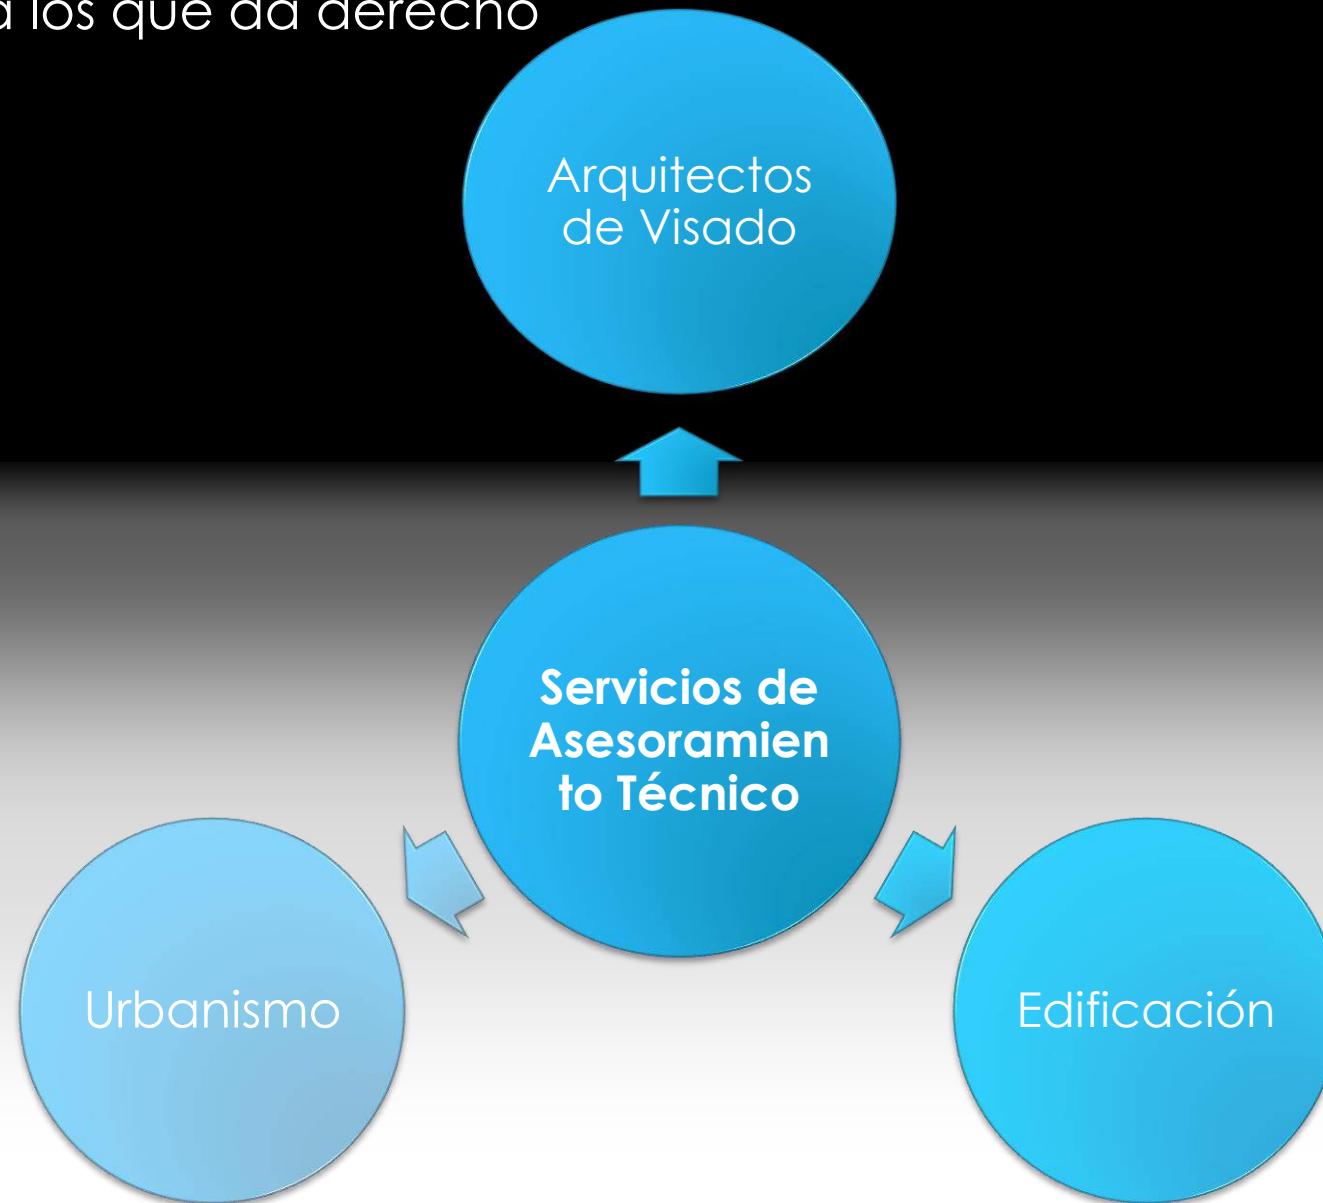 a los que da derecho
Arquitectos
de Visado
Servicios de
Asesoramien
to Técnico
Urbanismo
Edificación